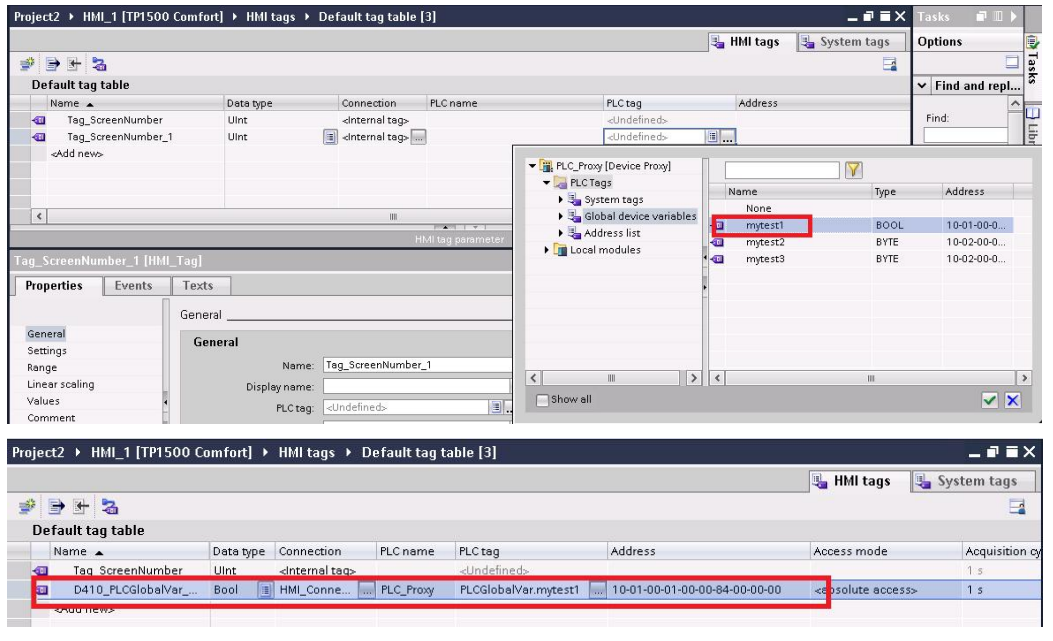 Project2 ▸ HMI_1 [TP1500 Comfort] ▸ HMI tags ▸ Default tag table [3]
Tasks
HMI tags
System tags
Options
Tasks
Default tag table
Find and repl...
Name
Data type
Connection
PLC name
PLC tag
Address
Tag_ScreenNumber
UInt
<Internal tag>
<Undefined>
Find:
Tag_ScreenNumber_1
UInt
<Internal tag>
...
<Undefined>
...
<Add new>
PLC_Proxy [Device Proxy]
PLC Tags
System tags
Global device variables
Address list
Local modules
Name
Type
Address
None
mytest1
BOOL
10-01-00-0...
mytest2
BYTE
10-02-00-0...
mytest3
BYTE
10-02-00-0...
Show all
HMI tag parameter
Tag_ScreenNumber_1 [HMI_Tag]
Properties
Events
Texts
General
General
Settings
Range
Linear scaling
Values
Comment
General
Name:
Tag_ScreenNumber_1
Display name:
PLC tag:
<Undefined>
Project2 ▸ HMI_1 [TP1500 Comfort] ▸ HMI tags ▸ Default tag table [3]
HMI tags
System tags
Default tag table
Name
Data type
Connection
PLC name
PLC tag
Address
Access mode
Acquisition cy
Tag_ScreenNumber
UInt
<Internal tag>
<Undefined>
1 s
D410_PLCGlobalVar_...
Bool
HMI_Conne...
...
PLC_Proxy
PLCGlobalVar.mytest1
...
10-01-00-01-00-00-84-00-00-00
<absolute access>
1 s
<Add new>